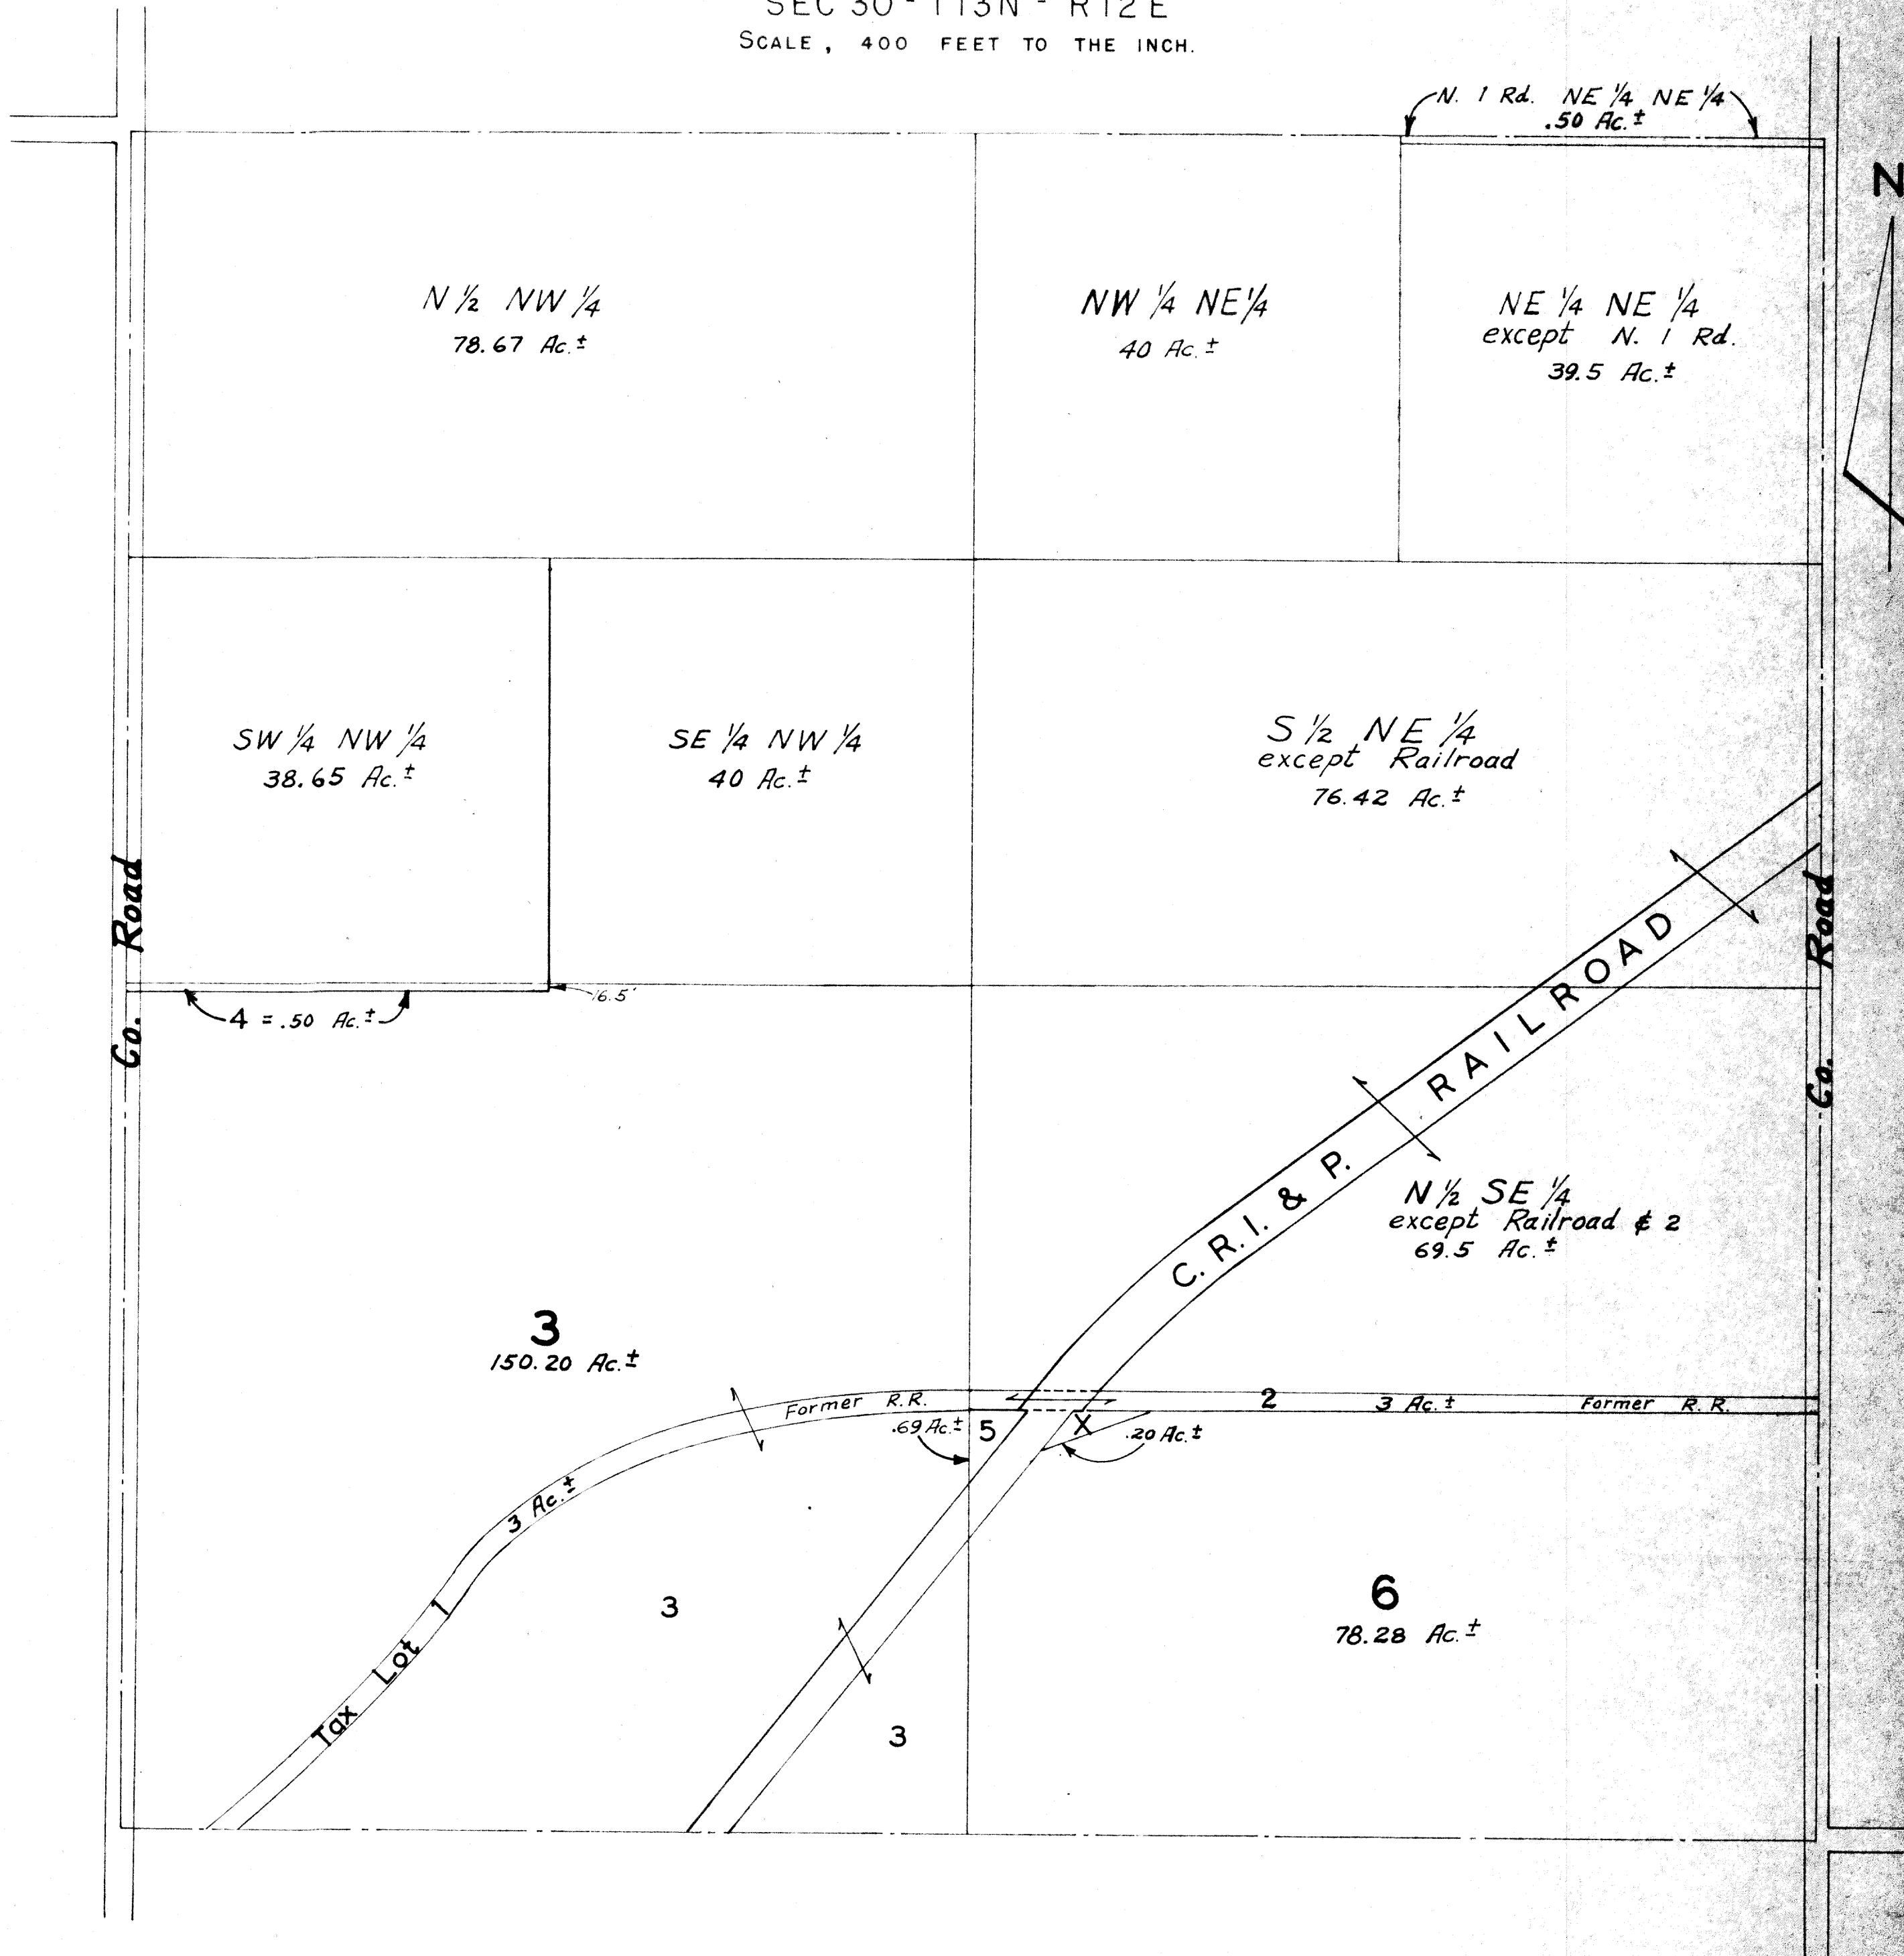 SEC 30 - T13N - R12E
SCALE, 400 FEET TO THE INCH.
N. 1 Rd. NE ¼ NE ¼
.50 Ac.±
N
N ½ NW ¼
78.67 Ac.±
NW ¼ NE ¼
40 Ac.±
NE ¼ NE ¼
except N. 1 Rd.
39.5 Ac.±
SW ¼ NW ¼
38.65 Ac.±
SE ¼ NW ¼
40 Ac.±
S ½ NE ¼
except Railroad
76.42 Ac.±
Co. Road
Co. Road
16.5'
4 = .50 Ac.±
C. R. I. & P. RAILROAD
N ½ SE ¼
except Railroad & 2
69.5 Ac.±
3
150.20 Ac.±
Former R.R.
2 3 Ac.± Former R.R.
.69 Ac.± 5
X .20 Ac.±
3 Ac.±
Tax Lot 1
3
6
78.28 Ac.±
3